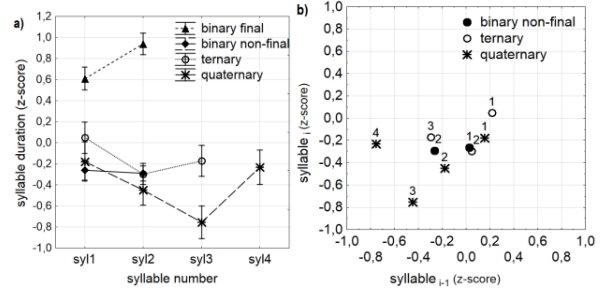 a)
syllable duration (z-score)
1,2
1,0
0,8
0,6
0,4
0,2
0,0
-0,2
-0,4
-0,6
-0,8
1,0
binary final
binary non-final
ternary
quaternary
syl1 syl2 syl3 syl4
syllable number
b)
syllable i (z-score)
1,0
0,8
0,6
0,4
0,2
0,0
-0,2
-0,4
-0,6
-0,8
-1,0
binary non-final
ternary
quaternary
1
4 3 2 1 2 1
2
3
-1,0 -0,6 -0,2 0,2 0,6 1,0
-0,8 -0,4 0,0 0,4 0,8
syllable i-1 (z-score)